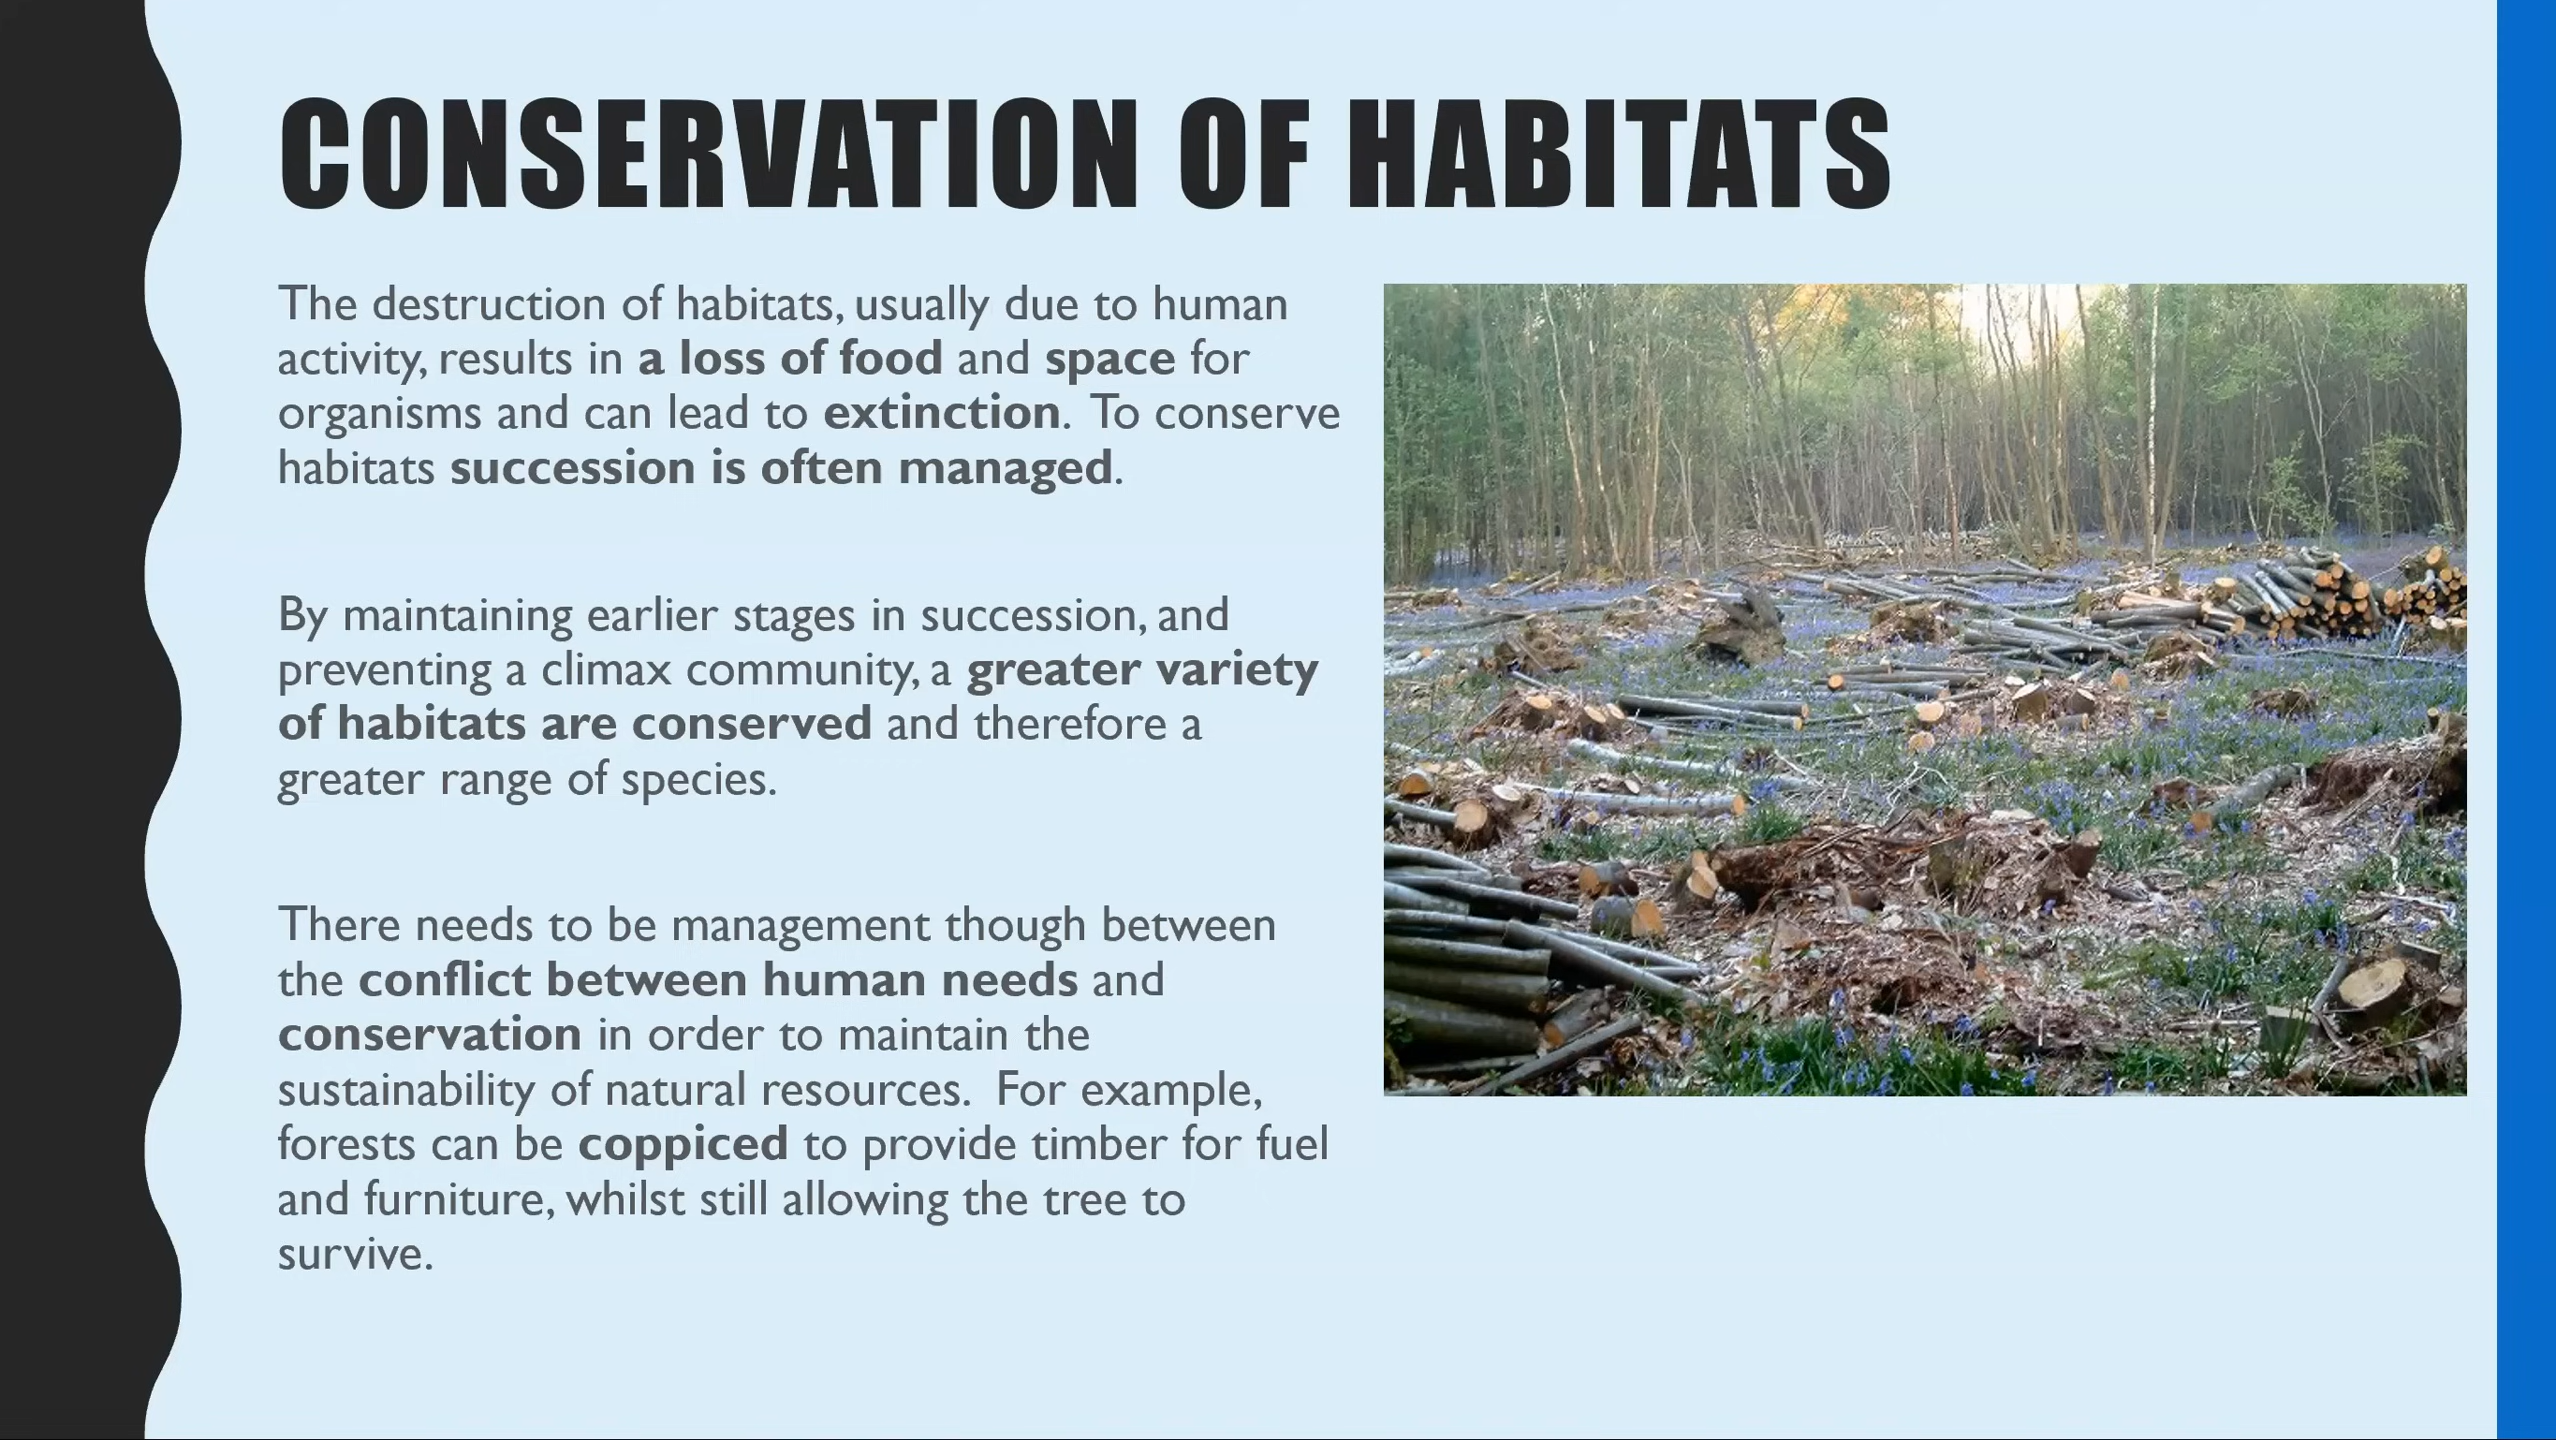 CONSERVATION OF HABITATS
The destruction of habitats, usually due to human
activity, results in a loss of food and space for
organisms and can lead to extinction.  To conserve
habitats succession is often managed.
By maintaining earlier stages in succession, and
preventing a climax community, a greater variety
of habitats are conserved and therefore a
greater range of species.
There needs to be management though between
the conflict between human needs and
conservation in order to maintain the
sustainability of natural resources.  For example,
forests can be coppiced to provide timber for fuel
and furniture, whilst still allowing the tree to
survive.